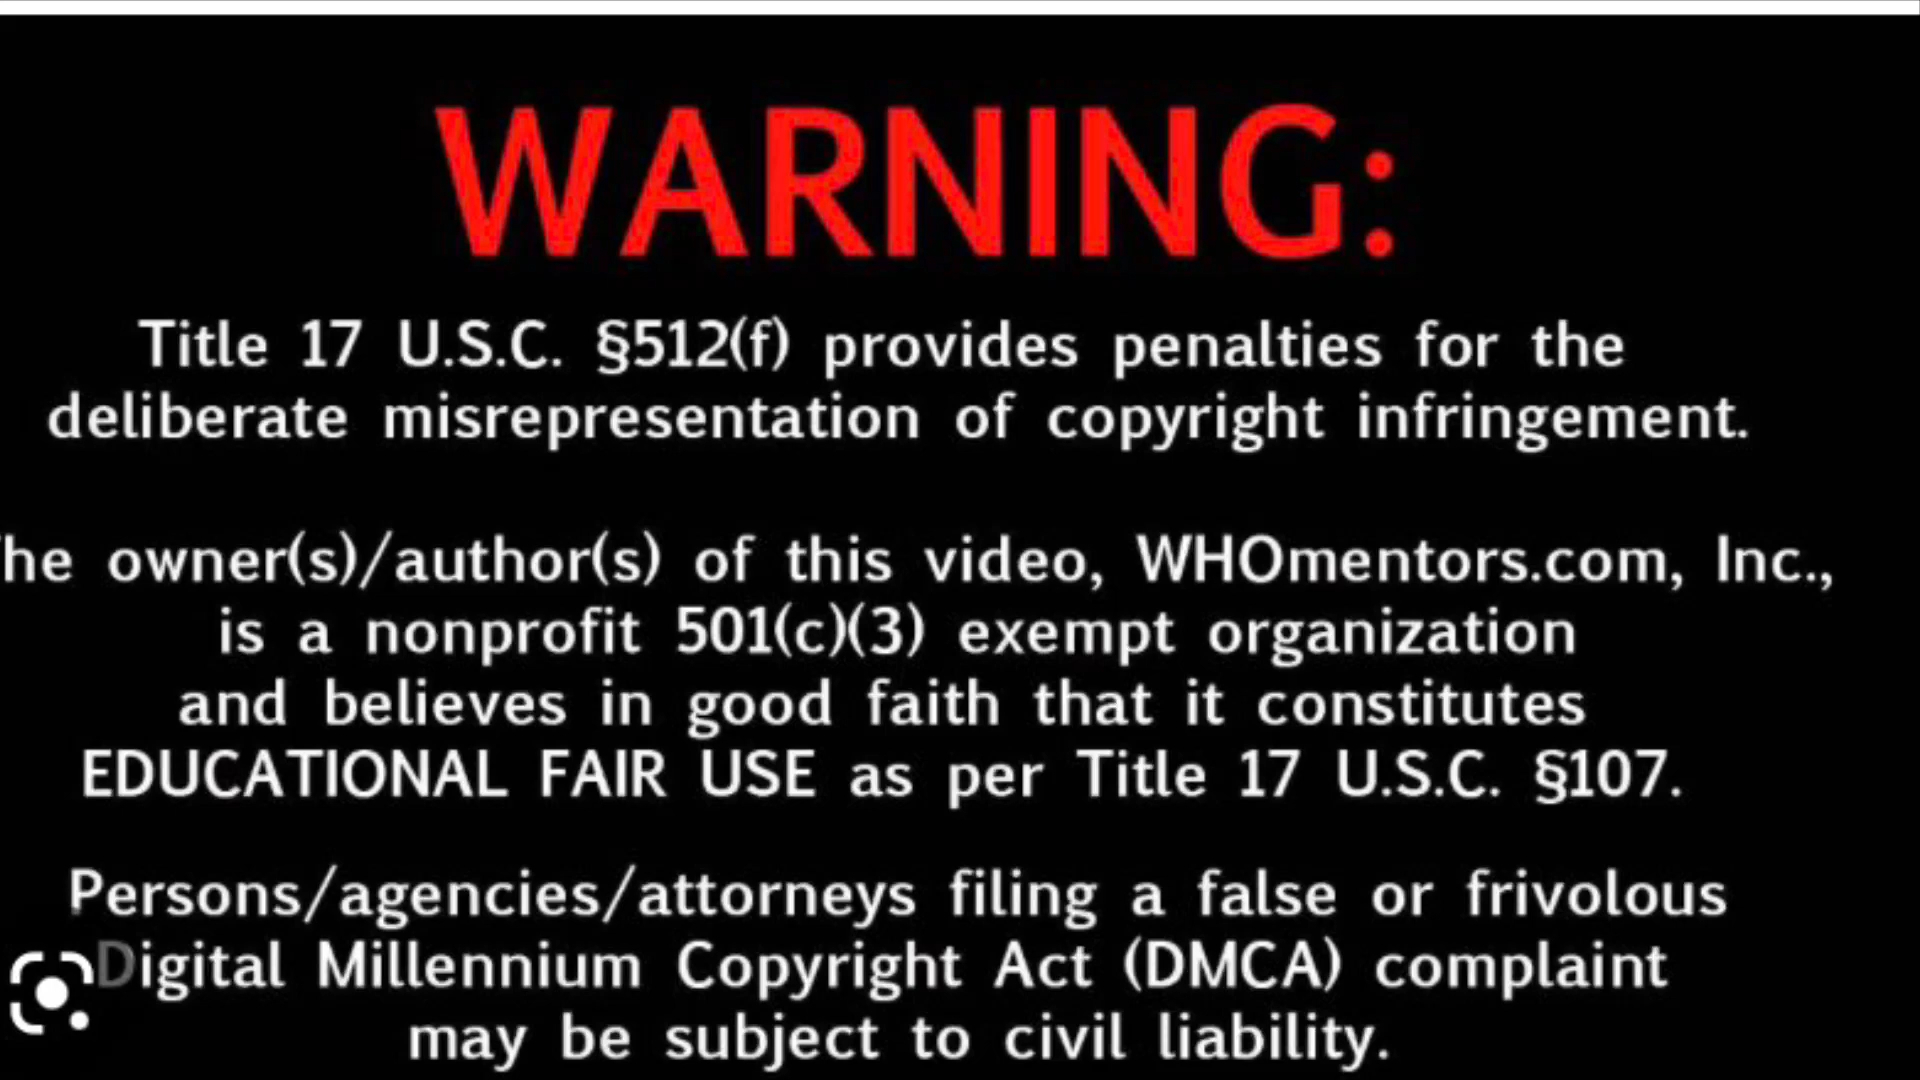 WARNING:
Title 17 U.S.C. §512(f) provides penalties for the
deliberate misrepresentation of copyright infringement.
he owner(s)/author(s) of this video, WHOmentors.com, Inc.,
is a nonprofit 501(c)(3) exempt organization
and believes in good faith that it constitutes
EDUCATIONAL FAIR USE as per Title 17 U.S.C. §107.
Persons/agencies/attorneys filing a false or frivolous
Digital Millennium Copyright Act (DMCA) complaint
may be subject to civil liability.